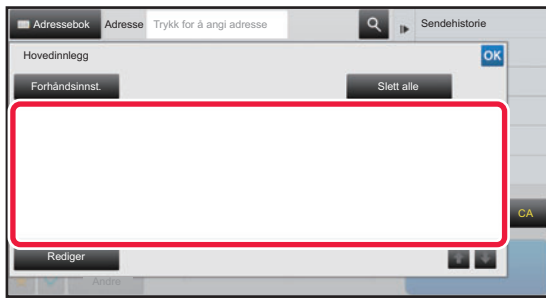 Adressebok Adresse Trykk for å angi adresse Sendehistorie
Hovedinnlegg OK
Forhåndsinnst. Slett alle
CA
Rediger
Andre